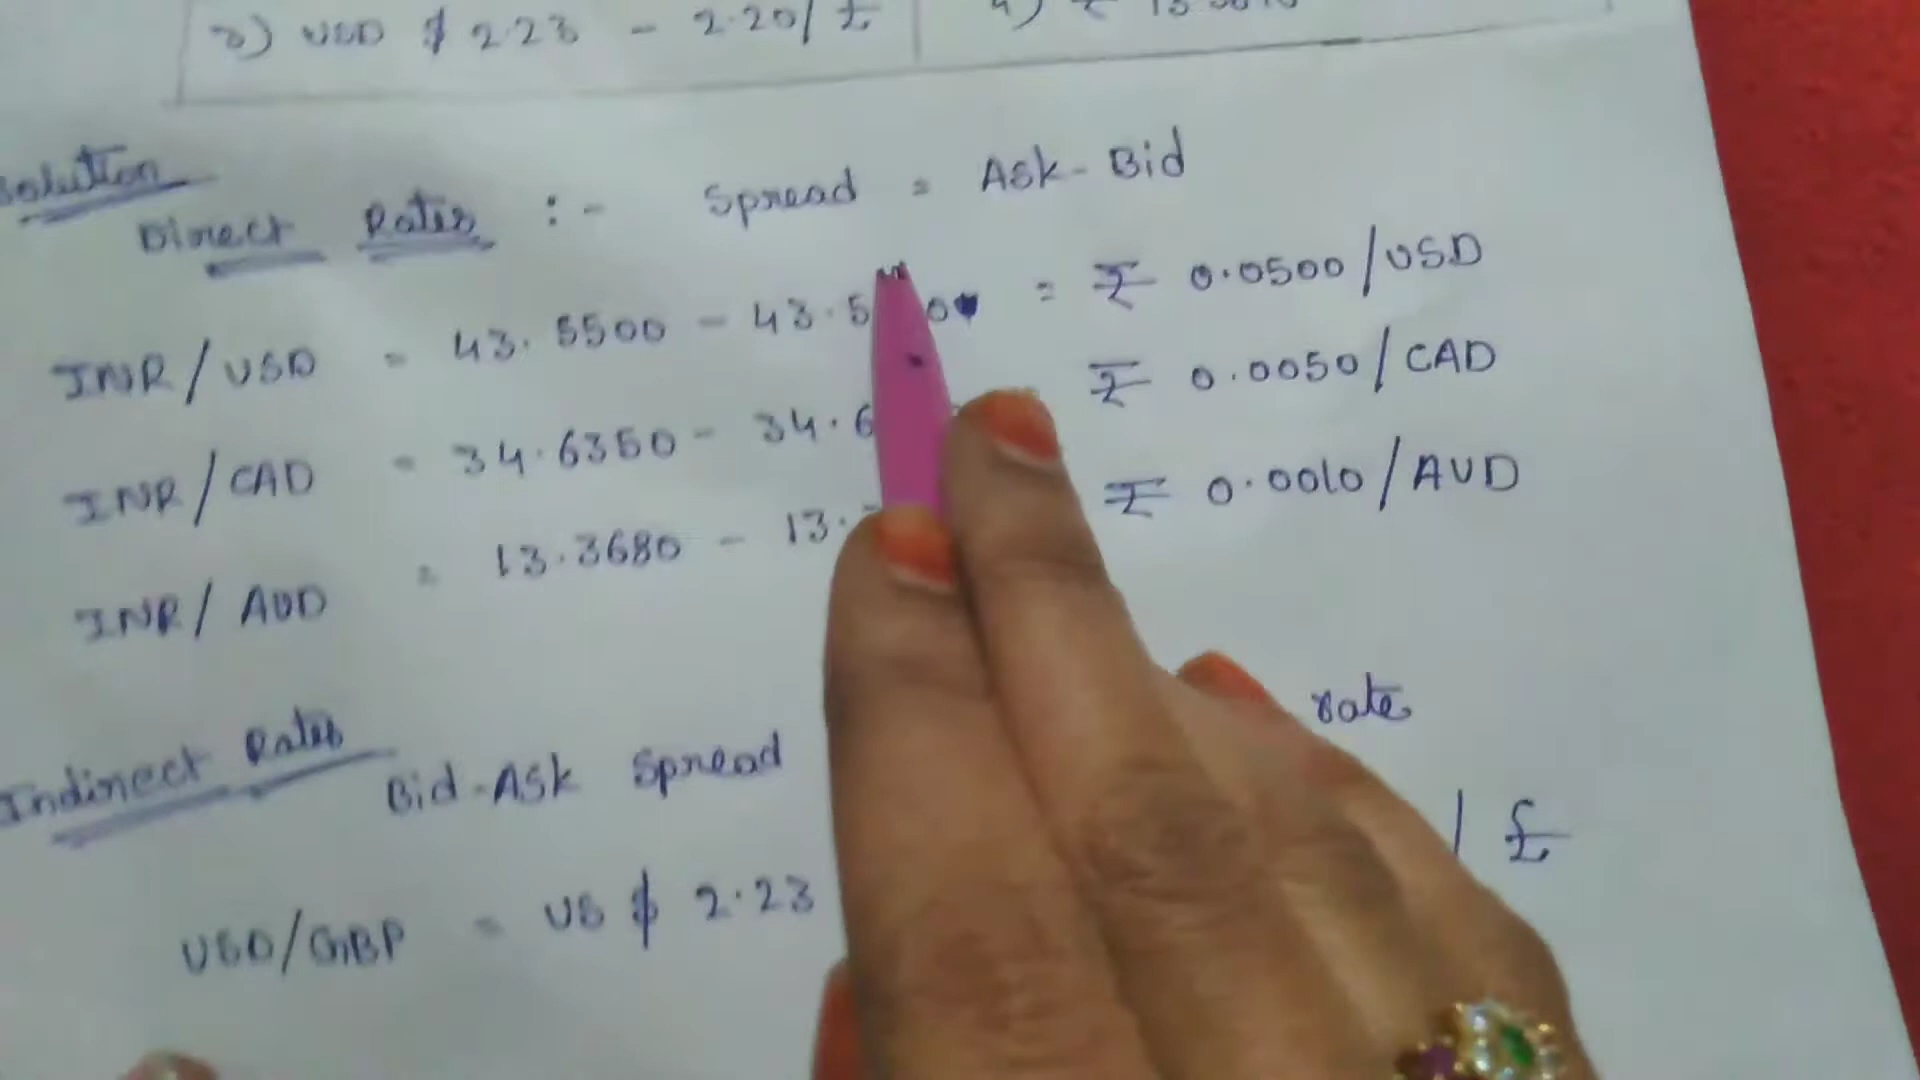 3) USD $ 2.23 - 2.20/£
4) ₹
Solution
Direct Rates :- Spread = Ask-Bid
INR/USD = 43.5500 - 43.5 = ₹ 0.0500/USD
INR/CAD = 34.6350 - 34.6 ₹ 0.0050/CAD
INR/AUD = 13.3680 - 13. ₹ 0.0010/AUD
Indirect Rates
Bid-Ask Spread rate
USD/GBP = US $ 2.23 / £